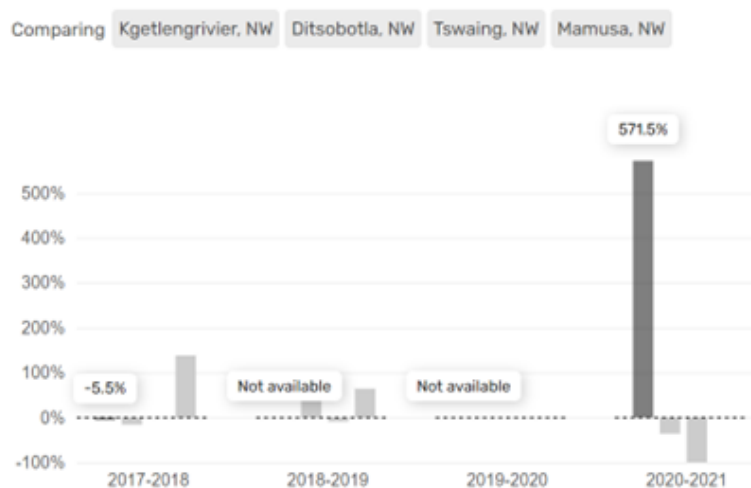 Comparing Kgetlengrivier, NW Ditsobotla, NW Tswaing, NW Mamusa, NW
571.5%
500%
400%
300%
200%
100%
-5.5% Not available Not available
0%
-100%
2017-2018 2018-2019 2019-2020 2020-2021